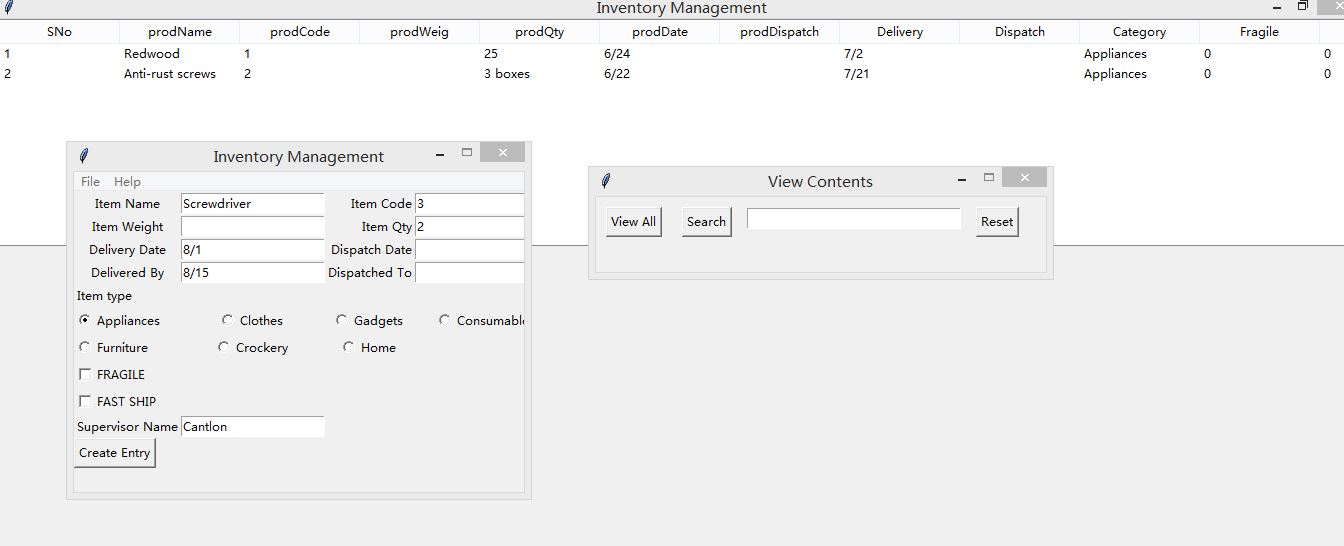 Inventory Management
SNo prodName prodCode prodWeig prodQty prodDate prodDispatch Delivery Dispatch Category Fragile
1 Redwood 1 25 6/24 7/2 Appliances 0 0
2 Anti-rust screws 2 3 boxes 6/22 7/21 Appliances 0 0
Inventory Management
File Help
Item Name Screwdriver Item Code 3
Item Weight Item Qty 2
Delivery Date 8/1 Dispatch Date
Delivered By 8/15 Dispatched To
Item type
Appliances Clothes Gadgets Consumable
Furniture Crockery Home
FRAGILE
FAST SHIP
Supervisor Name Cantlon
Create Entry
View Contents
View All Search Reset